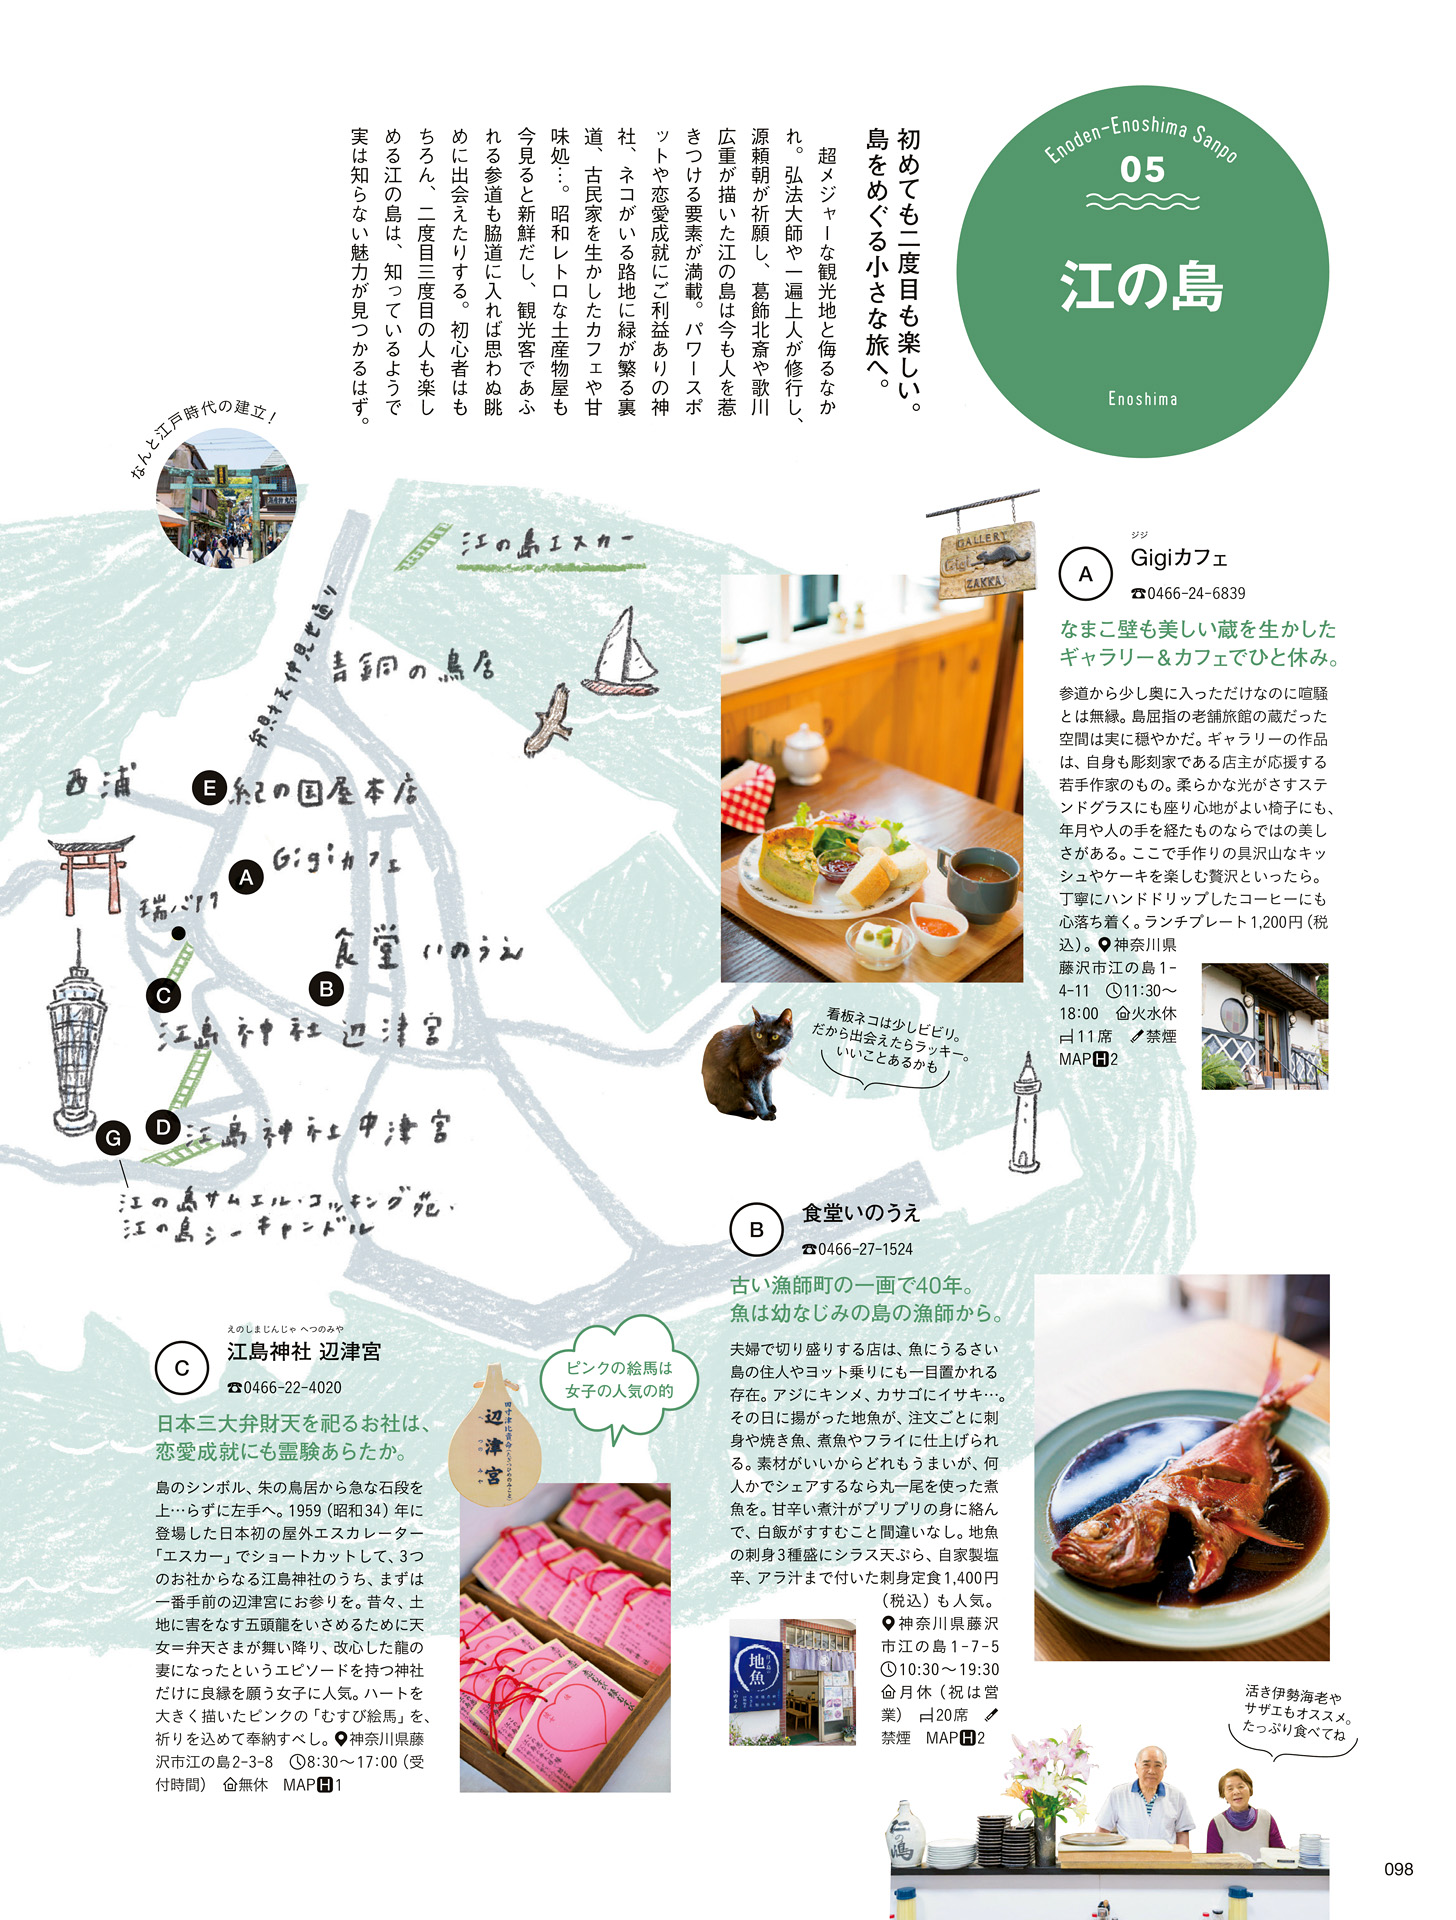 Enoden-Enoshima Sanpo
05
江の島
Enoshima
初めても二度目も楽しい。
島をめぐる小さな旅へ。
超メジャーな観光地と侮るなか
れ。弘法大師や一遍上人が修行し、
源頼朝が祈願し、葛飾北斎や歌川
広重が描いた江の島は今も人を惹
きつける要素が満載。パワースポ
ットや恋愛成就にご利益ありの神
社、ネコがいる路地に緑が繁る裏
道、古民家を生かしたカフェや甘
味処…。昭和レトロな土産物屋も
今見ると新鮮だし、観光客であふ
れる参道も脇道に入れば思わぬ眺
めに出会えたりする。初心者はも
ちろん、二度目三度目の人も楽し
める江の島は、知っているようで
実は知らない魅力が見つかるはず。
なんと江戸時代の建立!
江の島エスカー
弁財天仲見世通り
青銅の鳥居
西浦
E 紀の国屋本店
A Gigiカフェ
瑞バタフ
食堂 いのうえ
B
C
江島神社 辺津宮
D 江島神社中津宮
G
江の島サムエル・コッキング苑・
江の島シーキャンドル
GALLERY
Gigi
ZAKKA
A
ジジ
Gigiカフェ
☎0466-24-6839
なまこ壁も美しい蔵を生かした
ギャラリー&カフェでひと休み。
参道から少し奥に入っただけなのに喧騒
とは無縁。島屈指の老舗旅館の蔵だった
空間は実に穏やかだ。ギャラリーの作品
は、自身も彫刻家である店主が応援する
若手作家のもの。柔らかな光がさすステ
ンドグラスにも座り心地がよい椅子にも、
年月や人の手を経たものならではの美し
さがある。ここで手作りの具沢山なキッ
シュやケーキを楽しむ贅沢といったら。
丁寧にハンドドリップしたコーヒーにも
心落ち着く。ランチプレート1,200円(税
込)。神奈川県
藤沢市江の島1-
4-11 11:30〜
18:00 火水休
11席 禁煙
MAP H 2
看板ネコは少しビビリ。
だから出会えたらラッキー。
いいことあるかも
B
食堂いのうえ
☎0466-27-1524
古い漁師町の一画で40年。
魚は幼なじみの島の漁師から。
夫婦で切り盛りする店は、魚にうるさい
島の住人やヨット乗りにも一目置かれる
存在。アジにキンメ、カサゴにイサキ…。
その日に揚がった地魚が、注文ごとに刺
身や焼き魚、煮魚やフライに仕上げられ
る。素材がいいからどれもうまいが、何
人かでシェアするなら丸一尾を使った煮
魚を。甘辛い煮汁がプリプリの身に絡ん
で、白飯がすすむこと間違いなし。地魚
の刺身3種盛にシラス天ぷら、自家製塩
辛、アラ汁まで付いた刺身定食1,400円
(税込)も人気。
神奈川県藤沢
市江の島1-7-5
10:30〜19:30
月休(祝は営
業) 20席
禁煙 MAP H 2
地魚
いのうえ
活き伊勢海老や
サザエもオススメ。
たっぷり食べてね
C
えのしまじんじゃ へつのみや
江島神社 辺津宮
☎0466-22-4020
日本三大弁財天を祀るお社は、
恋愛成就にも霊験あらたか。
島のシンボル、朱の鳥居から急な石段を
上…らずに左手へ。1959(昭和34)年に
登場した日本初の屋外エスカレーター
「エスカー」でショートカットして、3つ
のお社からなる江島神社のうち、まずは
一番手前の辺津宮にお参りを。昔々、土
地に害をなす五頭龍をいさめるために天
女=弁天さまが舞い降り、改心した龍の
妻になったというエピソードを持つ神社
だけに良縁を願う女子に人気。ハートを
大きく描いたピンクの「むすび絵馬」を、
祈りを込めて奉納すべし。神奈川県藤
沢市江の島2-3-8 8:30〜17:00(受
付時間) 無休 MAP H 1
ピンクの絵馬は
女子の人気の的
田寸津比賣命(たぎつひめのみこと)
辺津宮
へつのみや
098